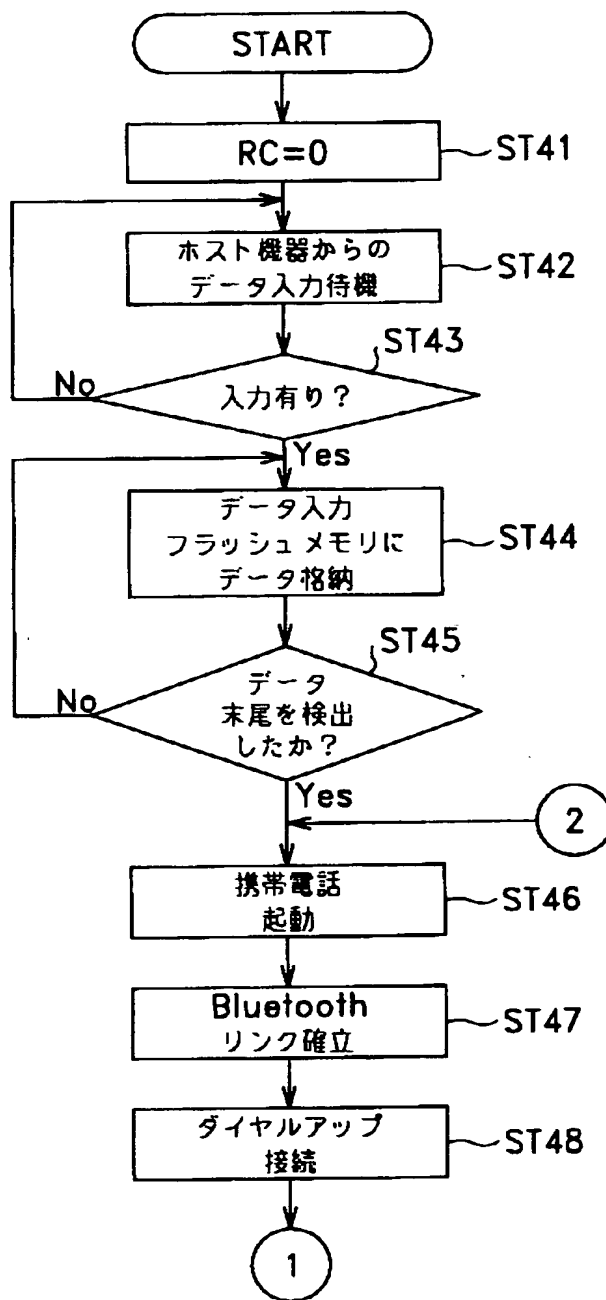 START
RC=0
ST41
ホスト機器からの
データ入力待機
ST42
ST43
No
入力有り?
Yes
データ入力
フラッシュメモリに
データ格納
ST44
ST45
No
データ
末尾を検出
したか?
Yes
2
携帯電話
起動
ST46
Bluetooth
リンク確立
ST47
ダイヤルアップ
接続
ST48
1